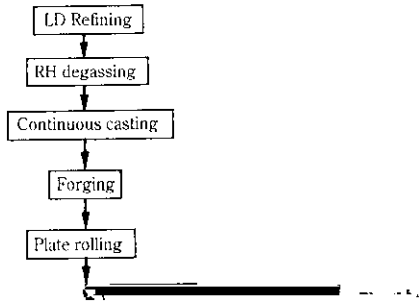 LD Refining
RH degassing
Continuous casting
Forging
Plate rolling